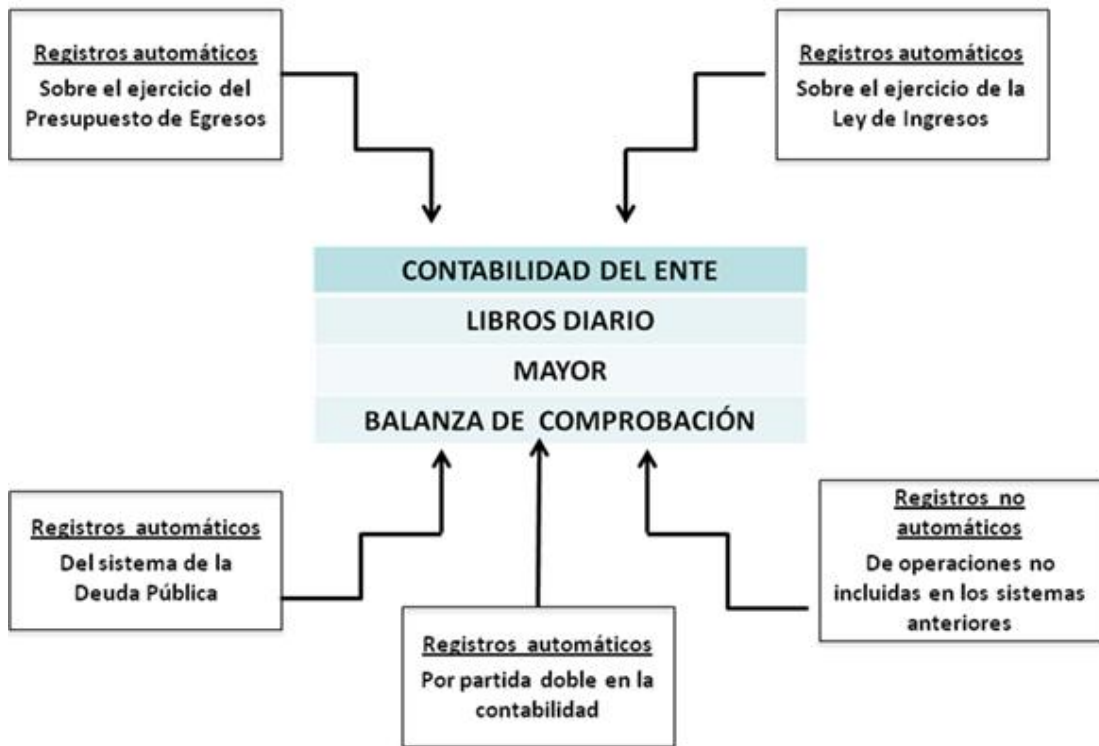 Registros automáticos
Sobre el ejercicio del
Presupuesto de Egresos
Registros automáticos
Sobre el ejercicio de la
Ley de Ingresos
CONTABILIDAD DEL ENTE
LIBROS DIARIO
MAYOR
BALANZA DE COMPROBACIÓN
Registros automáticos
Del sistema de la
Deuda Pública
Registros automáticos
Por partida doble en la
contabilidad
Registros no
automáticos
De operaciones no
incluidas en los sistemas
anteriores